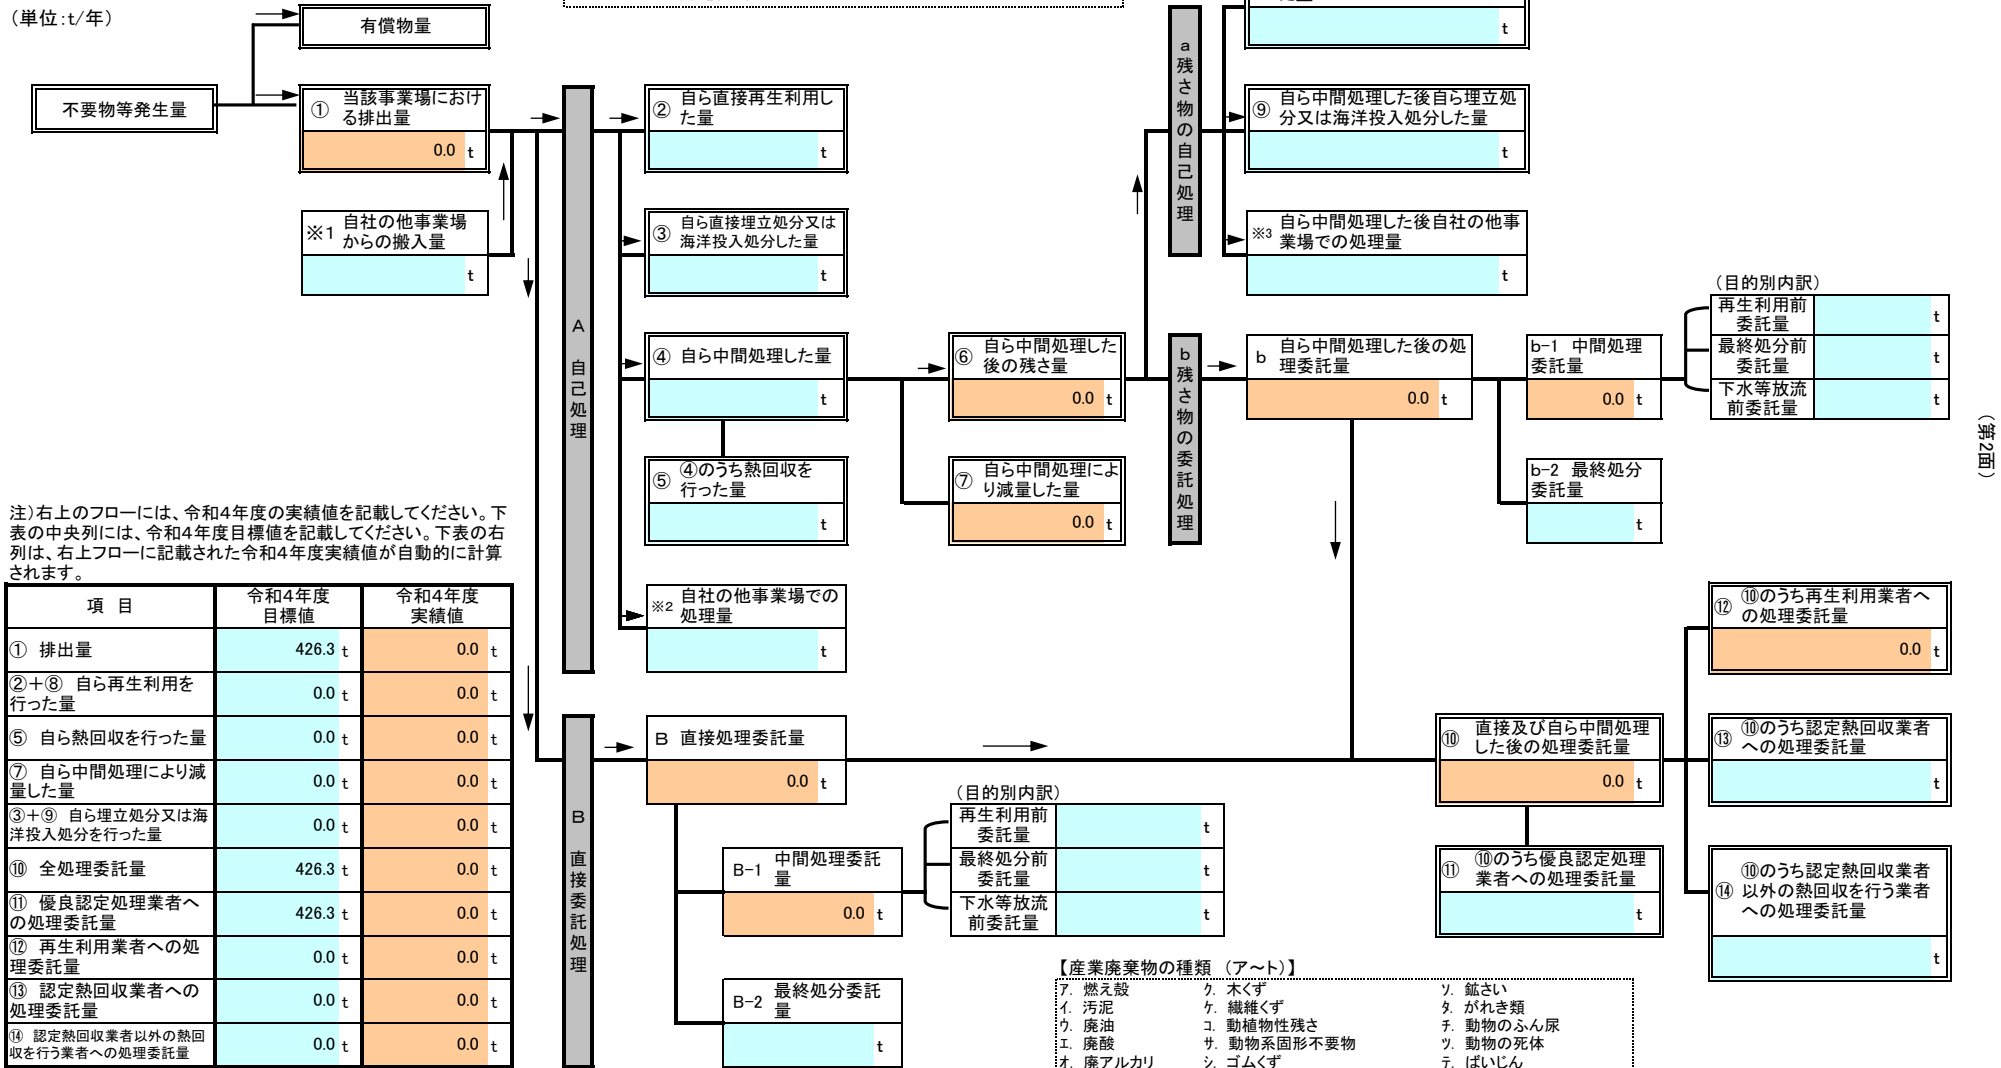 (単位:t/年)
有償物量
t
不要物等発生量
① 当該事業場におけ
る排出量
0.0 t
② 自ら直接再生利用し
た量
t
⑨ 自ら中間処理した後自ら埋立処
分又は海洋投入処分した量
t
a 残さ物の自己処理
※1 自社の他事業場
からの搬入量
t
③ 自ら直接埋立処分又は
海洋投入処分した量
t
※3 自ら中間処理した後自社の他事
業場での処理量
t
A 自己処理
④ 自ら中間処理した量
t
⑥ 自ら中間処理した
後の残さ量
0.0 t
b 残さ物の委託処理
b 自ら中間処理した後の処
理委託量
0.0 t
b-1 中間処理
委託量
0.0 t
(目的別内訳)
再生利用前
委託量
t
最終処分前
委託量
t
下水等放流
前委託量
t
(第2面)
⑤ ④のうち熱回収を
行った量
t
⑦ 自ら中間処理によ
り減量した量
0.0 t
b-2 最終処分
委託量
t
注)右上のフローには、令和4年度の実績値を記載してください。下
表の中央列には、令和4年度目標値を記載してください。下表の右
列は、右上フローに記載された令和4年度実績値が自動的に計算
されます。
項 目
令和4年度
目標値
令和4年度
実績値
① 排出量
426.3 t 0.0 t
②+⑧ 自ら再生利用を
行った量
0.0 t 0.0 t
⑤ 自ら熱回収を行った量
0.0 t 0.0 t
⑦ 自ら中間処理により減
量した量
0.0 t 0.0 t
③+⑨ 自ら埋立処分又は海
洋投入処分を行った量
0.0 t 0.0 t
⑩ 全処理委託量
426.3 t 0.0 t
⑪ 優良認定処理業者へ
の処理委託量
426.3 t 0.0 t
⑫ 再生利用業者への処
理委託量
0.0 t 0.0 t
⑬ 認定熱回収業者への
処理委託量
0.0 t 0.0 t
⑭ 認定熱回収業者以外の熱回
収を行う業者への処理委託量
0.0 t 0.0 t
※2 自社の他事業場での
処理量
t
B 直接委託処理
B 直接処理委託量
0.0 t
B-1 中間処理委託
量
0.0 t
(目的別内訳)
再生利用前
委託量
t
最終処分前
委託量
t
下水等放流
前委託量
t
B-2 最終処分委託
量
t
⑩ 直接及び自ら中間処理
した後の処理委託量
0.0 t
⑪ ⑩のうち優良認定処理
業者への処理委託量
t
⑫ ⑩のうち再生利用業者へ
の処理委託量
0.0 t
⑬ ⑩のうち認定熱回収業者
への処理委託量
t
⑭ ⑩のうち認定熱回収業者
以外の熱回収を行う業者
への処理委託量
t
【産業廃棄物の種類 (ア~ト)】
ア. 燃え殻 ク. 木くず ソ. 鉱さい
イ. 汚泥 ケ. 繊維くず タ. がれき類
ウ. 廃油 コ. 動植物性残さ チ. 動物のふん尿
エ. 廃酸 サ. 動物系固形不要物 ツ. 動物の死体
オ. 廃アルカリ シ. ゴムくず テ. ばいじん